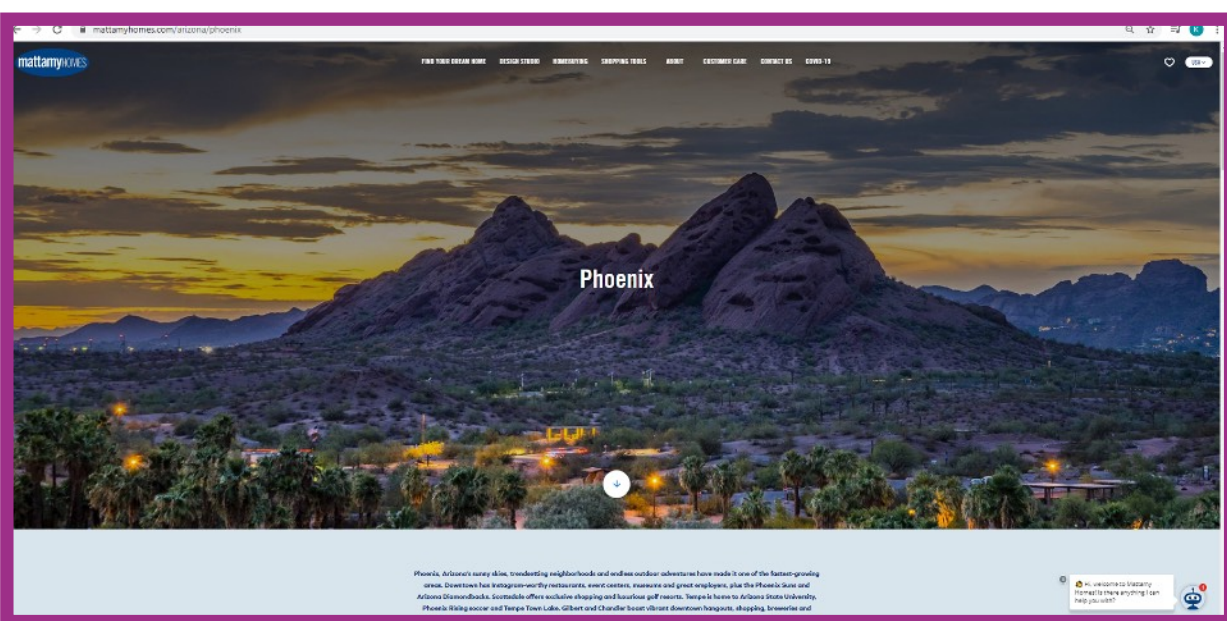 mattamyhomes.com/arizona/phoenix
K
mattamyHOMES
FIND YOUR DREAM HOME DESIGN STUDIO HOMEBUYING SHOPPING TOOLS ABOUT CUSTOMER CARE CONTACT US COVID-19
USA
Phoenix
Phoenix, Arizona's sunny skies, trendsetting neighborhoods and endless outdoor adventures have made it one of the fastest-growing
areas. Downtown has Instagram-worthy restaurants, event centers, museums and great employers, plus the Phoenix Suns and
Arizona Diamondbacks. Scottsdale offers exclusive shopping and luxurious golf resorts. Tempe is home to Arizona State University,
Phoenix Rising soccer and Tempe Town Lake. Gilbert and Chandler boast vibrant downtown hangouts, shopping, breweries and
Hi, welcome to Mattamy
Homes! Is there anything I can
help you with?